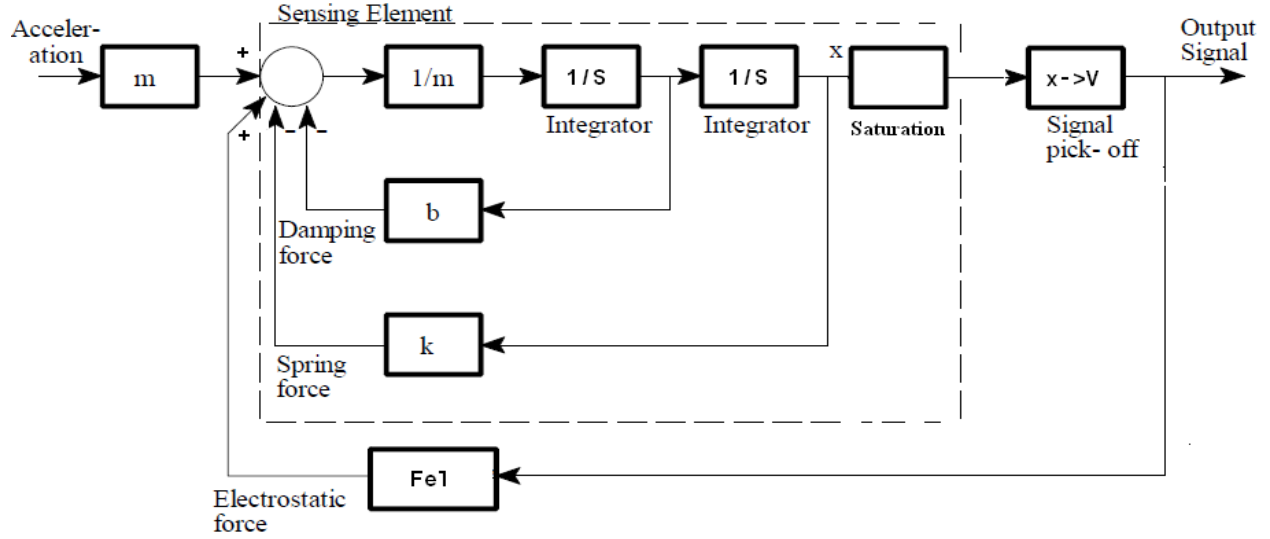 Sensing Element
Acceler-
ation
Output
Signal
+
m
1/m
1/S
1/S
x
x->V
Integrator
Integrator
Saturation
Signal
pick- off
+
−
−
b
Damping
force
k
Spring
force
Fel
Electrostatic
force